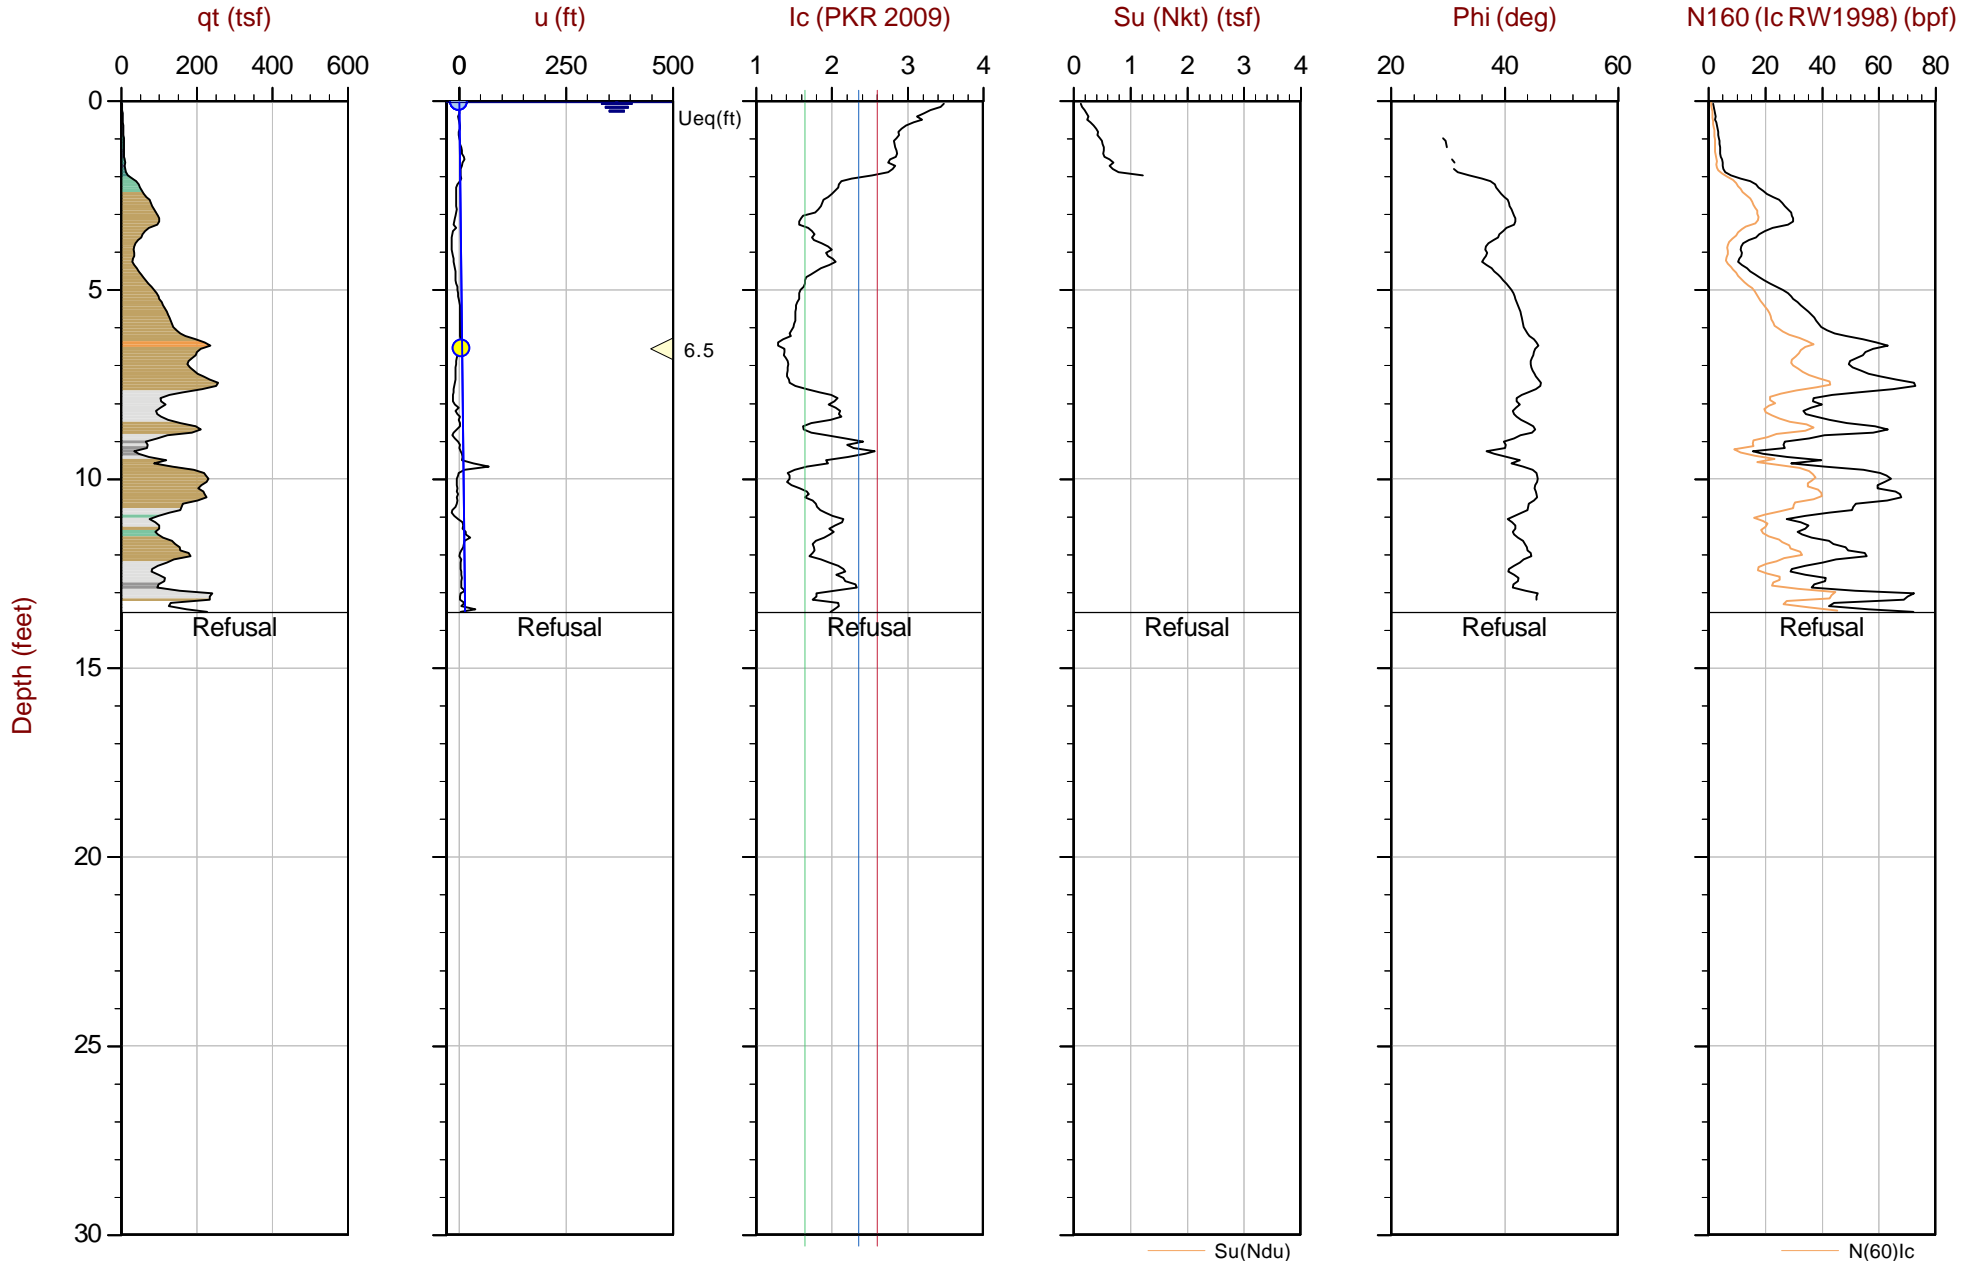 qt (tsf) u (ft) Ic (PKR 2009) Su (Nkt) (tsf) Phi (deg) N160 (Ic RW1998) (bpf)
0 200 400 600 0 250 500 1 2 3 4 0 1 2 3 4 20 40 60 0 20 40 60 80
0
Ueq(ft)
5
6.5
10
Refusal Refusal Refusal Refusal Refusal Refusal
15
Depth (feet)
20
25
30
Su(Ndu) N(60)Ic